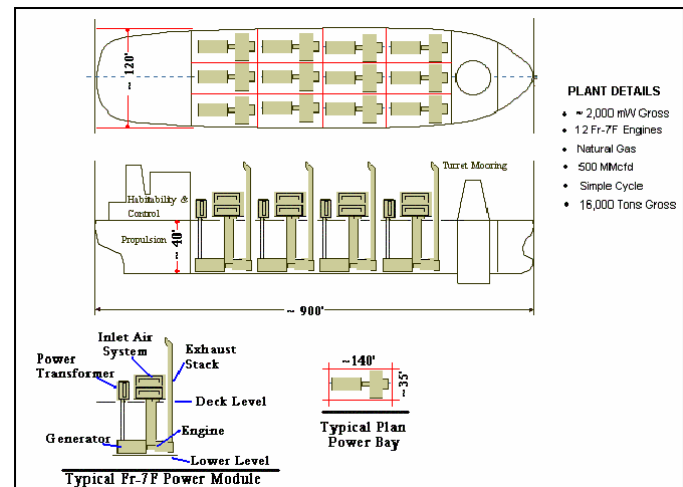 ~ 120'
PLANT DETAILS
≈ 2,000 mW Gross
12 Fr-7F Engines
Natural Gas
500 MMcfd
Simple Cycle
16,000 Tons Gross
Turret Mooring
Habitability &
Control
Propulsion
~ 40'
~ 900'
Inlet Air
System
Power
Transformer
Exhaust
Stack
Deck Level
Generator
Engine
Lower Level
Typical Fr-7F Power Module
~140'
~35'
Typical Plan
Power Bay